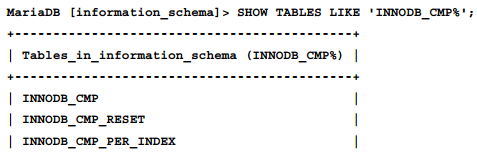 MariaDB [information_schema]> SHOW TABLES LIKE 'INNODB_CMP%';
+------------------------------------------+
| Tables_in_information_schema (INNODB_CMP%) |
+------------------------------------------+
| INNODB_CMP |
| INNODB_CMP_RESET |
| INNODB_CMP_PER_INDEX |